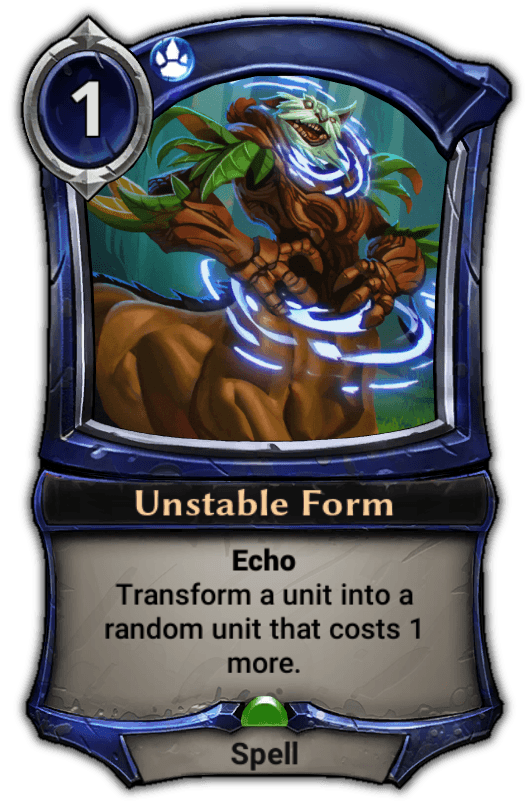 1
Unstable Form
Echo
Transform a unit into a
random unit that costs 1
more.
Spell